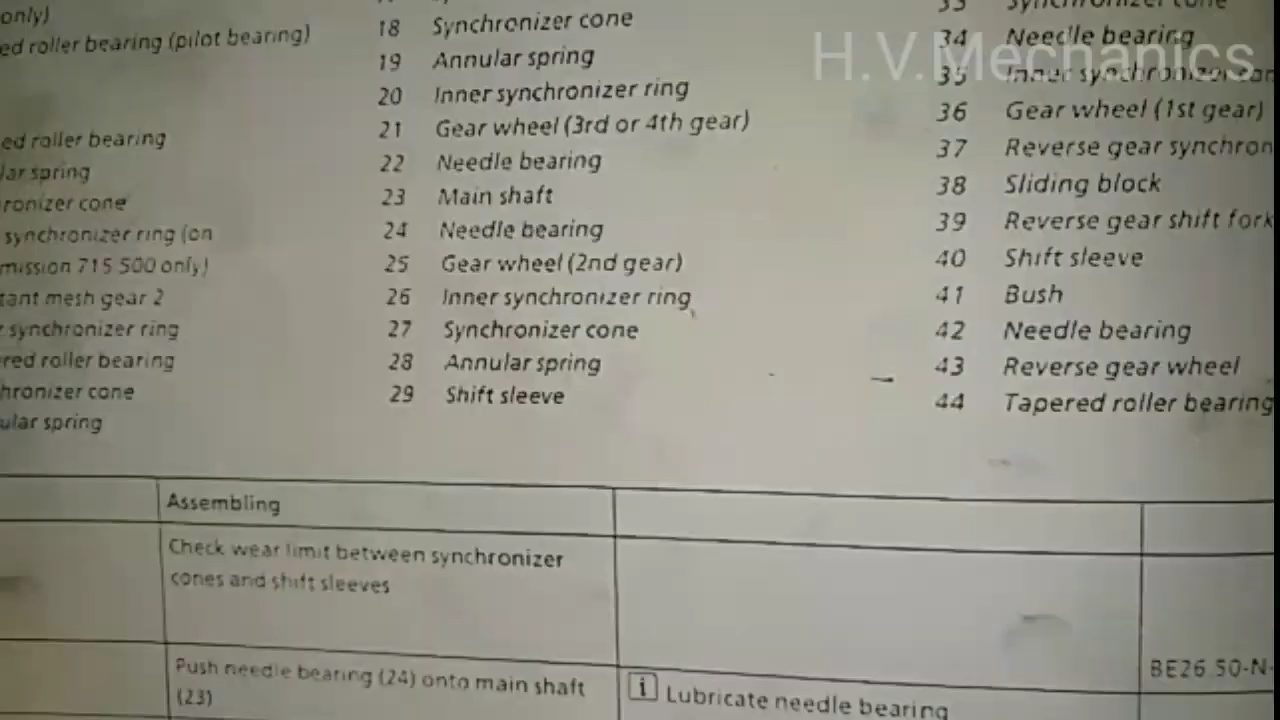 only)
ed roller bearing (pilot bearing)
ed roller bearing
lar spring
ronizer cone
synchronizer ring (on
mission 715.500 only)
tant mesh gear 2
synchronizer ring
red roller bearing
hronizer cone
ular spring
18 Synchronizer cone
19 Annular spring
20 Inner synchronizer ring
21 Gear wheel (3rd or 4th gear)
22 Needle bearing
23 Main shaft
24 Needle bearing
25 Gear wheel (2nd gear)
26 Inner synchronizer ring
27 Synchronizer cone
28 Annular spring
29 Shift sleeve
33 Synchronizer cone
34 Needle bearing
35 Inner synchronizer con
36 Gear wheel (1st gear)
37 Reverse gear synchron
38 Sliding block
39 Reverse gear shift fork
40 Shift sleeve
41 Bush
42 Needle bearing
43 Reverse gear wheel
44 Tapered roller bearing
H.V.Mechanics
Assembling
Check wear limit between synchronizer
cones and shift sleeves
BE26.50-N-
Push needle bearing (24) onto main shaft
(23)
i Lubricate needle bearing